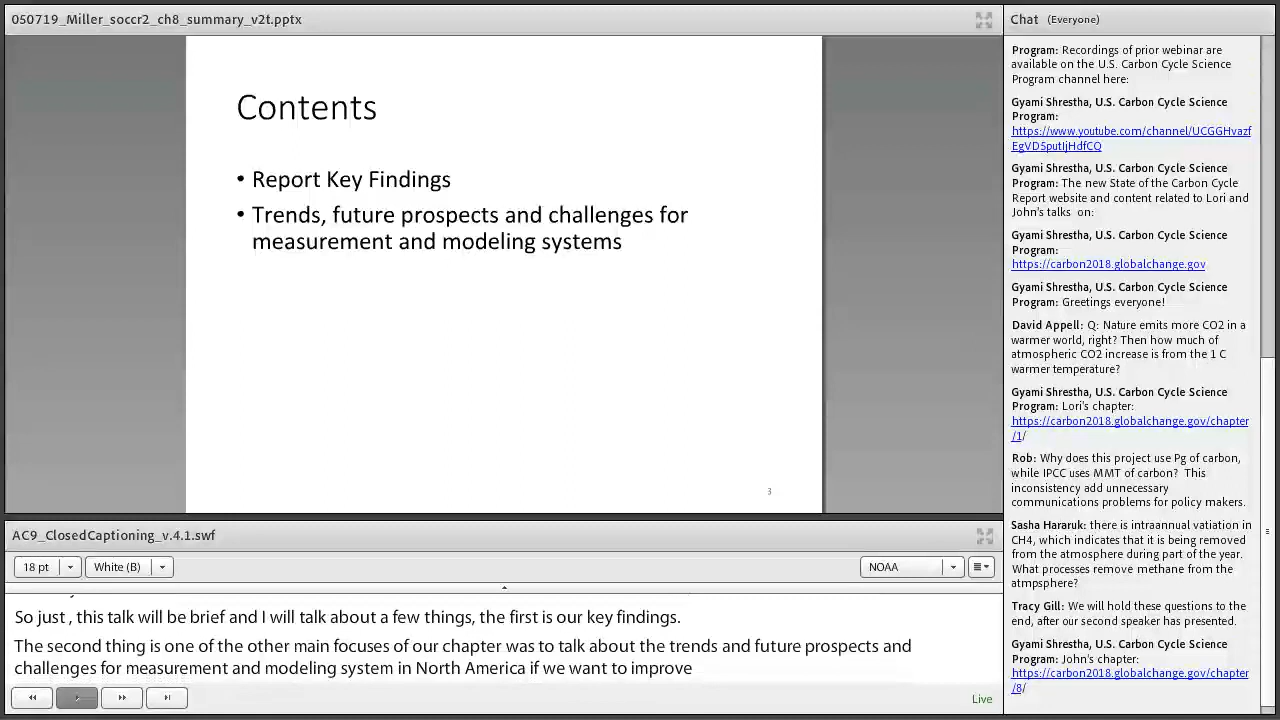 050719_Miller_soccr2_ch8_summary_v2t.pptx
Contents
• Report Key Findings
• Trends, future prospects and challenges for
measurement and modeling systems
3
AC9_ClosedCaptioning_v.4.1.swf
18 pt
White (B)
NOAA
So just , this talk will be brief and I will talk about a few things, the first is our key findings.
The second thing is one of the other main focuses of our chapter was to talk about the trends and future prospects and
challenges for measurement and modeling system in North America if we want to improve
Live
Chat (Everyone)
Program: Recordings of prior webinar are
available on the U.S. Carbon Cycle Science
Program channel here:
Gyami Shrestha, U.S. Carbon Cycle Science
Program:
https://www.youtube.com/channel/UCGGHvazf
EgVD5putIjHdfCQ
Gyami Shrestha, U.S. Carbon Cycle Science
Program: The new State of the Carbon Cycle
Report website and content related to Lori and
John's talks on:
Gyami Shrestha, U.S. Carbon Cycle Science
Program:
https://carbon2018.globalchange.gov
Gyami Shrestha, U.S. Carbon Cycle Science
Program: Greetings everyone!
David Appell: Q: Nature emits more CO2 in a
warmer world, right? Then how much of
atmospheric CO2 increase is from the 1 C
warmer temperature?
Gyami Shrestha, U.S. Carbon Cycle Science
Program: Lori's chapter:
https://carbon2018.globalchange.gov/chapter
/1/
Rob: Why does this project use Pg of carbon,
while IPCC uses MMT of carbon? This
inconsistency add unnecessary
communications problems for policy makers.
Sasha Hararuk: there is intraannual vatiation in
CH4, which indicates that it is being removed
from the atmosphere during part of the year.
What processes remove methane from the
atmpsphere?
Tracy Gill: We will hold these questions to the
end, after our second speaker has presented.
Gyami Shrestha, U.S. Carbon Cycle Science
Program: John's chapter:
https://carbon2018.globalchange.gov/chapter
/8/